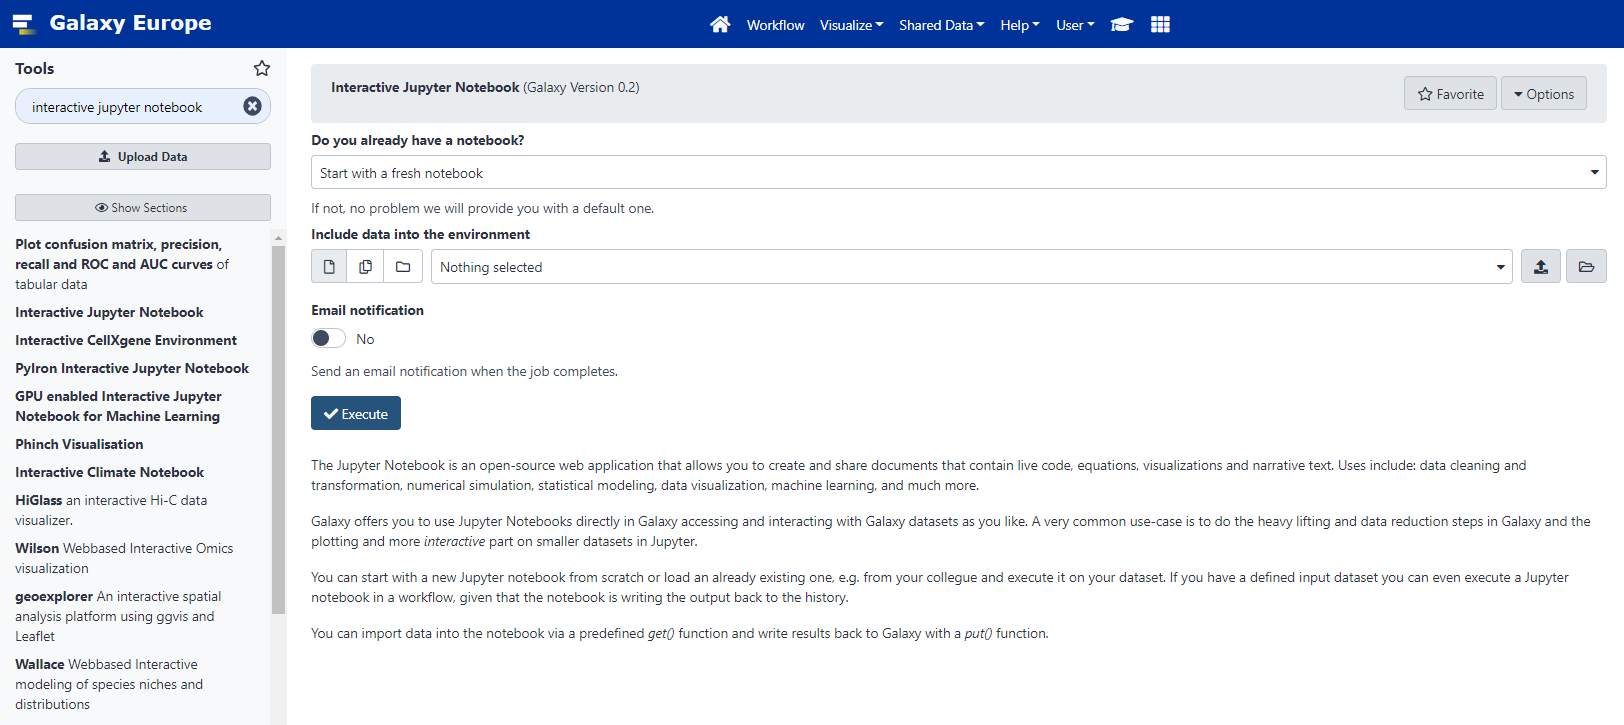 Galaxy Europe
Workflow Visualize Shared Data Help User
Tools
interactive jupyter notebook
Upload Data
Show Sections
Plot confusion matrix, precision,
recall and ROC and AUC curves of
tabular data
Interactive Jupyter Notebook
Interactive CellXgene Environment
PyIron Interactive Jupyter Notebook
GPU enabled Interactive Jupyter
Notebook for Machine Learning
Phinch Visualisation
Interactive Climate Notebook
HiGlass an interactive Hi-C data
visualizer.
Wilson Webbased Interactive Omics
visualization
geoexplorer An interactive spatial
analysis platform using ggvis and
Leaflet
Wallace Webbased Interactive
modeling of species niches and
distributions
Interactive Jupyter Notebook (Galaxy Version 0.2)
Favorite
Options
Do you already have a notebook?
Start with a fresh notebook
If not, no problem we will provide you with a default one.
Include data into the environment
Nothing selected
Email notification
No
Send an email notification when the job completes.
Execute
The Jupyter Notebook is an open-source web application that allows you to create and share documents that contain live code, equations, visualizations and narrative text. Uses include: data cleaning and
transformation, numerical simulation, statistical modeling, data visualization, machine learning, and much more.
Galaxy offers you to use Jupyter Notebooks directly in Galaxy accessing and interacting with Galaxy datasets as you like. A very common use-case is to do the heavy lifting and data reduction steps in Galaxy and the
plotting and more interactive part on smaller datasets in Jupyter.
You can start with a new Jupyter notebook from scratch or load an already existing one, e.g. from your collegue and execute it on your dataset. If you have a defined input dataset you can even execute a Jupyter
notebook in a workflow, given that the notebook is writing the output back to the history.
You can import data into the notebook via a predefined get() function and write results back to Galaxy with a put() function.